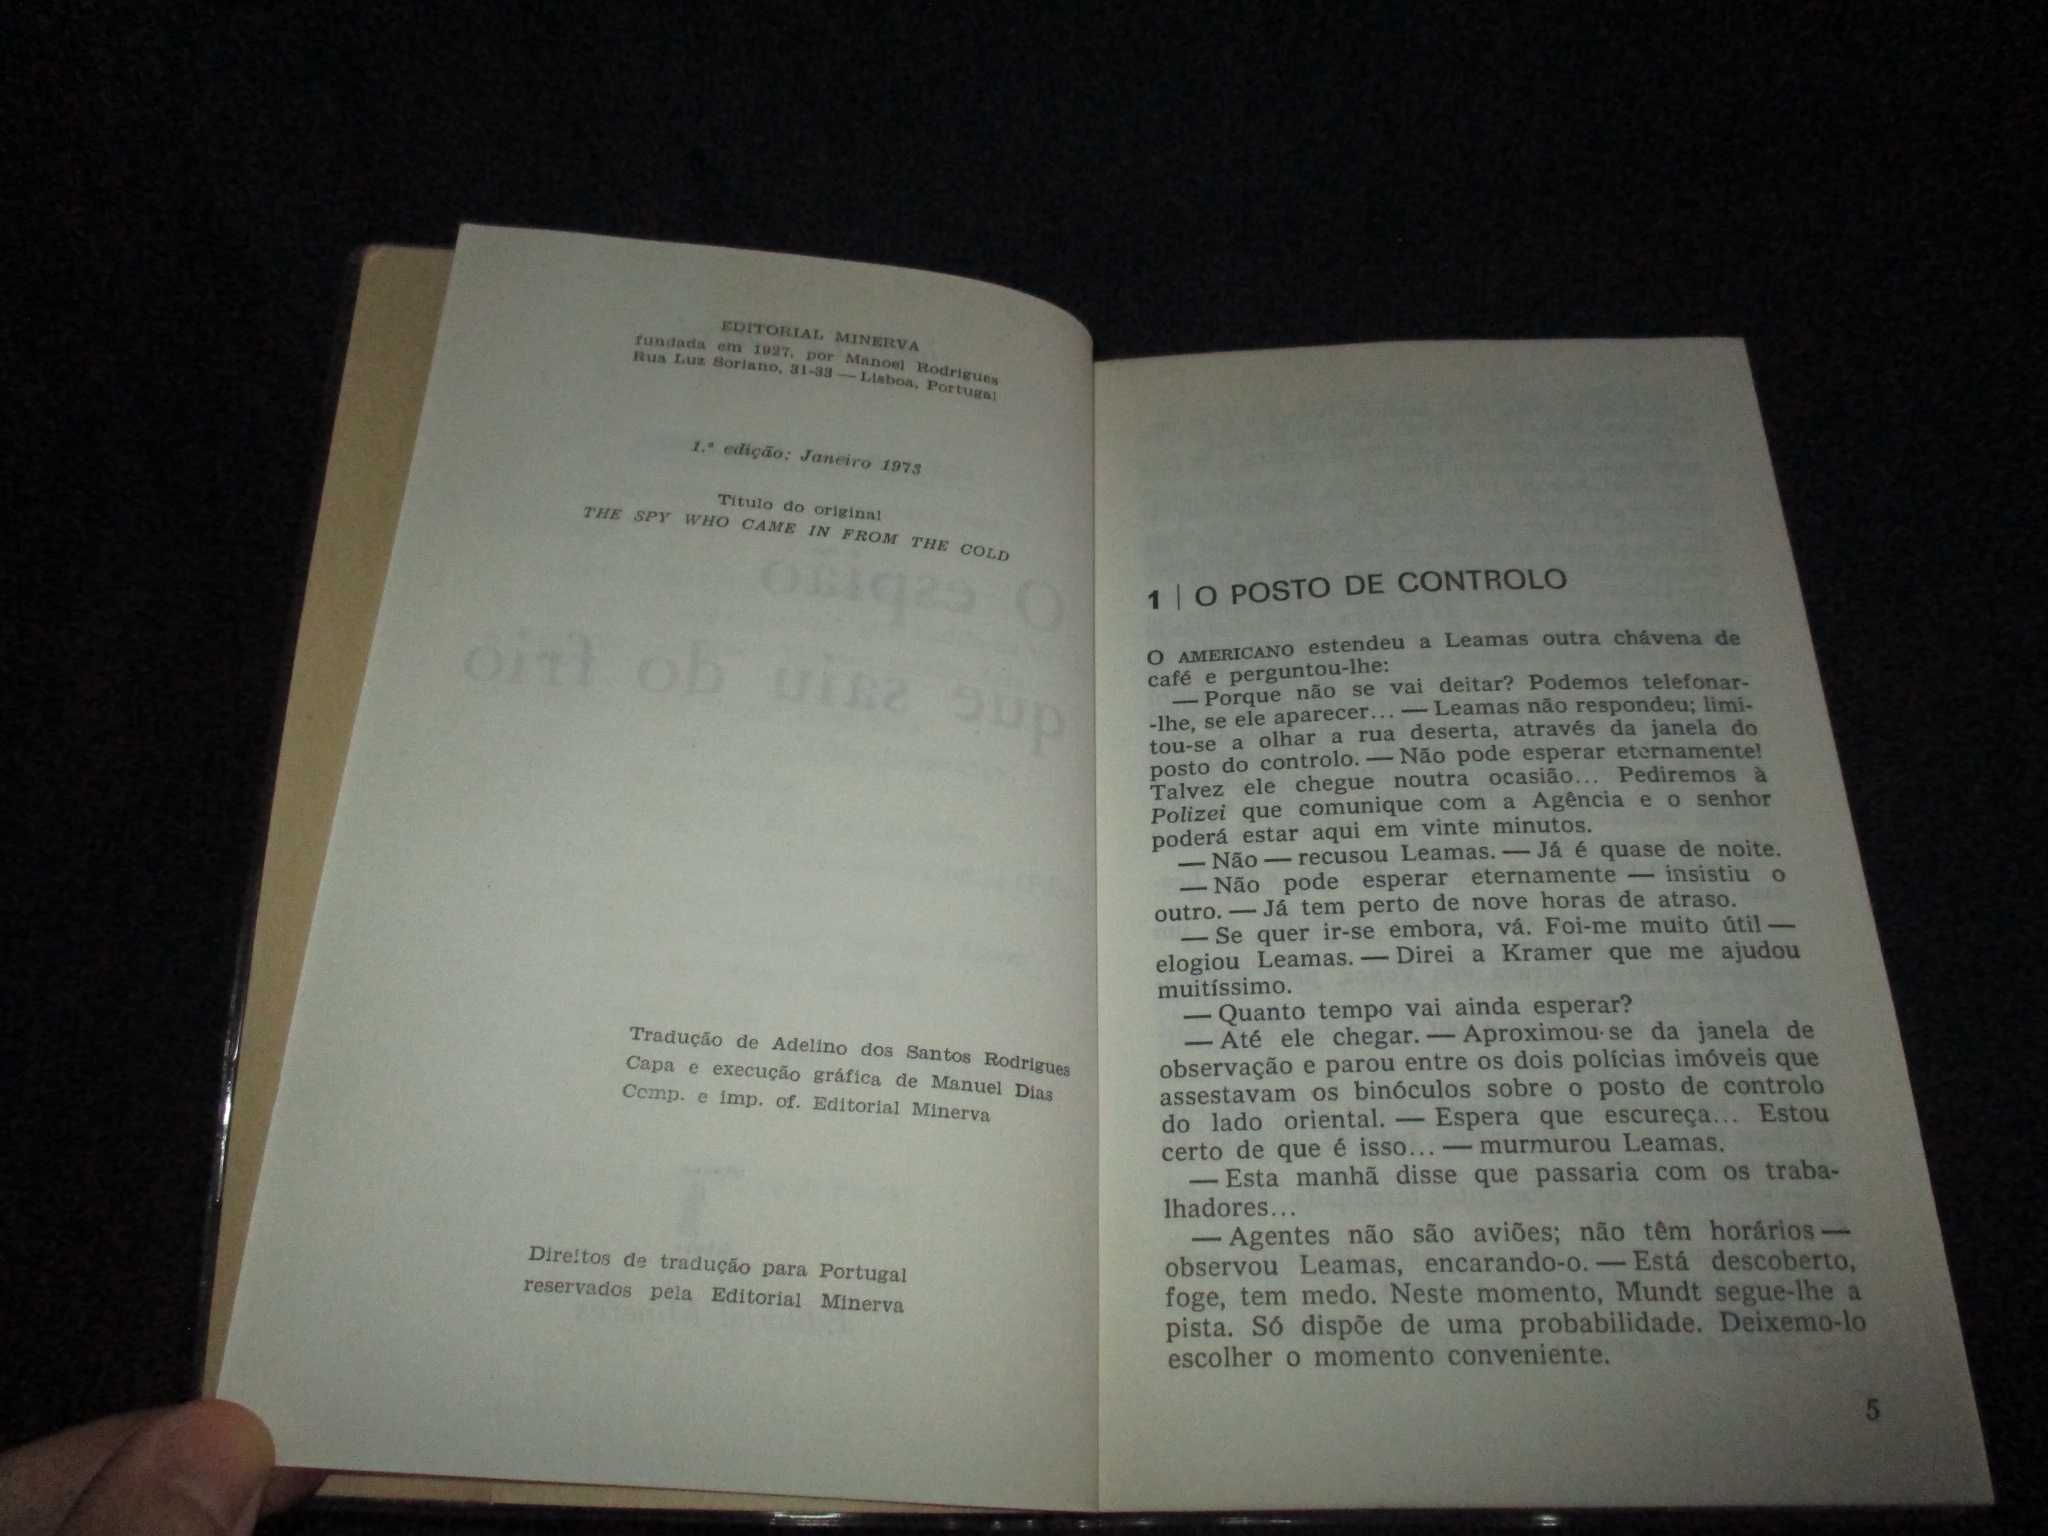 EDITORIAL MINERVA
fundada em 1927, por Manoel Rodrigues
Rua Luz Soriano, 31-33 — Lisboa, Portugal
1.ª edição: Janeiro 1973
Título do original
THE SPY WHO CAME IN FROM THE COLD
O espião
que saiu do frio
Tradução de Adelino dos Santos Rodrigues
Capa e execução gráfica de Manuel Dias
Comp. e imp. of. Editorial Minerva
Direitos de tradução para Portugal
reservados pela Editorial Minerva
1 | O POSTO DE CONTROLO
O AMERICANO estendeu a Leamas outra chávena de
café e perguntou-lhe:
— Porque não se vai deitar? Podemos telefonar-
-lhe, se ele aparecer... — Leamas não respondeu; limi-
tou-se a olhar a rua deserta, através da janela do
posto do controlo. — Não pode esperar eternamente!
Talvez ele chegue noutra ocasião... Pediremos à
Polizei que comunique com a Agência e o senhor
poderá estar aqui em vinte minutos.
— Não — recusou Leamas. — Já é quase de noite.
— Não pode esperar eternamente — insistiu o
outro. — Já tem perto de nove horas de atraso.
— Se quer ir-se embora, vá. Foi-me muito útil —
elogiou Leamas. — Direi a Kramer que me ajudou
muitíssimo.
— Quanto tempo vai ainda esperar?
— Até ele chegar. — Aproximou-se da janela de
observação e parou entre os dois polícias imóveis que
assestavam os binóculos sobre o posto de controlo
do lado oriental. — Espera que escureça... Estou
certo de que é isso... — murmurou Leamas.
— Esta manhã disse que passaria com os traba-
lhadores...
— Agentes não são aviões; não têm horários —
observou Leamas, encarando-o. — Está descoberto,
foge, tem medo. Neste momento, Mundt segue-lhe a
pista. Só dispõe de uma probabilidade. Deixemo-lo
escolher o momento conveniente.
5